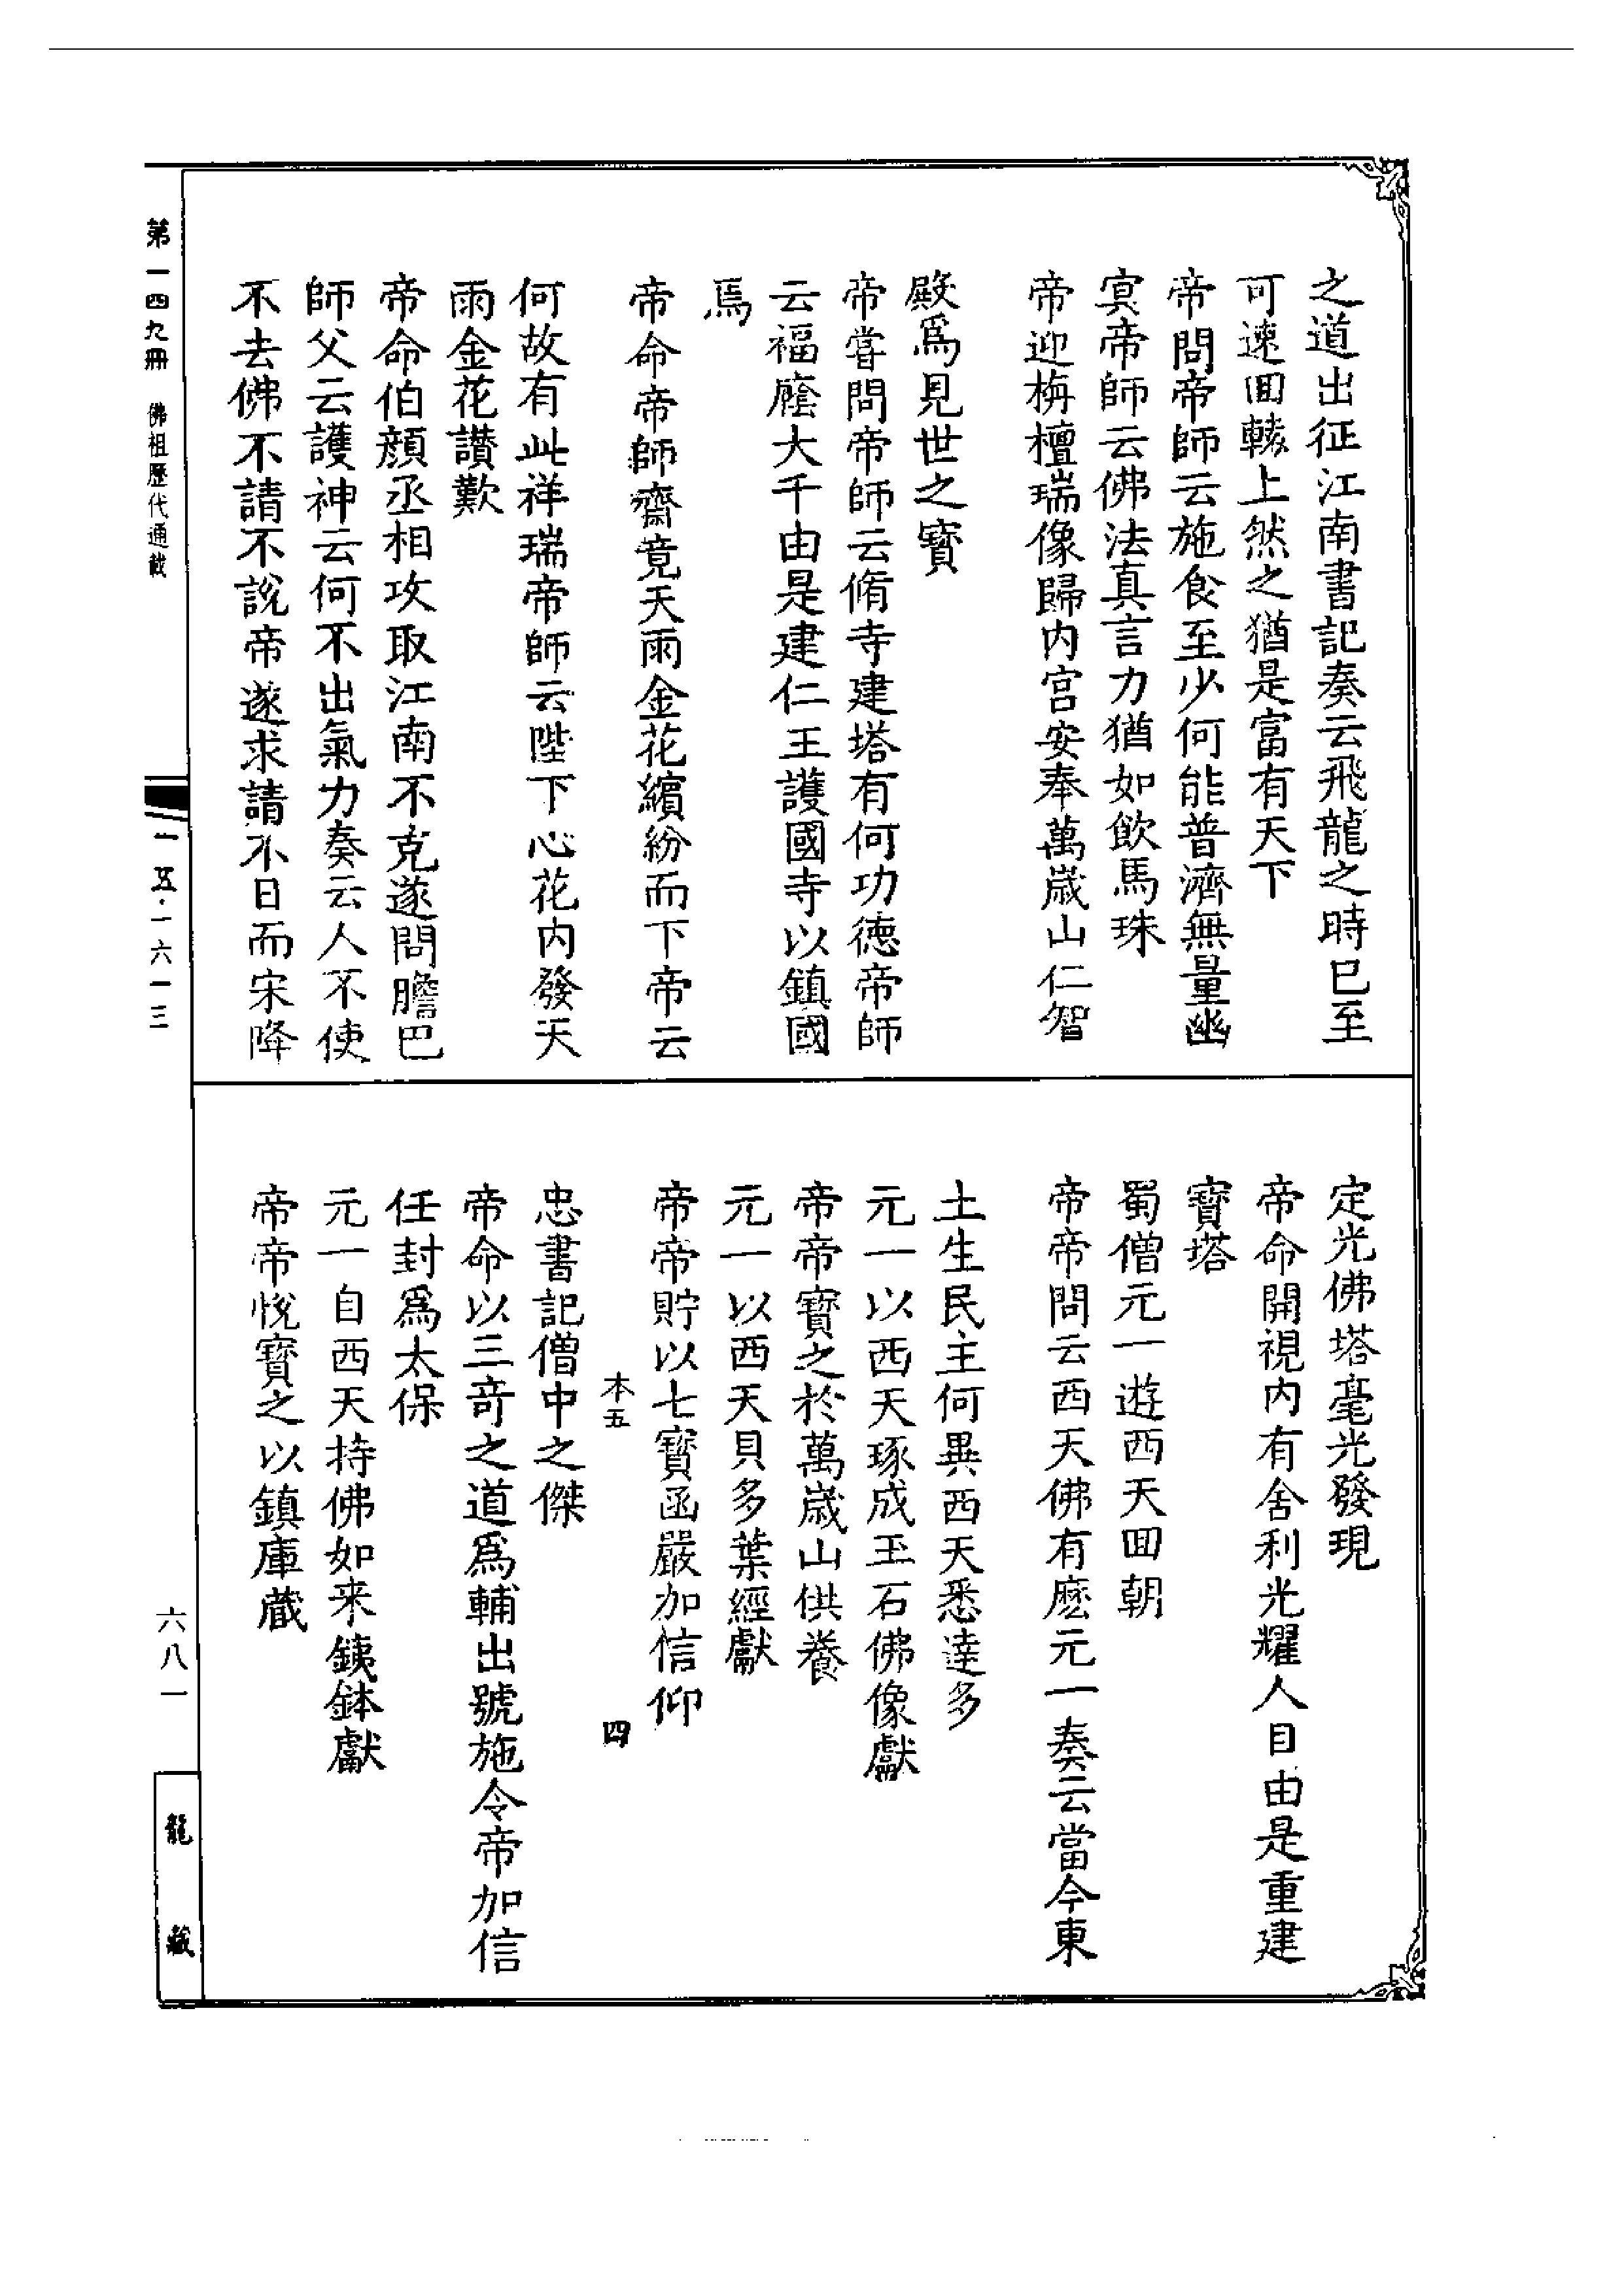 之道出征江南書記奏云飛龍之時已至
可速回轅上然之猶是富有天下
帝問帝師云施食至少何能普濟無量幽
㝠帝師云佛法真言力猶如飲馬珠
帝迎栴檀瑞像歸内宮安奉萬歲山仁智
殿爲見世之寶
帝嘗問帝師云脩寺建塔有何功德帝師
云福廕大千由是建仁王護國寺以鎮國
焉
帝命帝師齋竟天雨金花繽紛而下帝云
何故有此祥瑞帝師云陛下心花内發天
雨金花讃歎
帝命伯顔丞相攻取江南不克遂問膽巴
師父云護神云何不出氣力奏云人不使
不去佛不請不說帝遂求請不日而宋降
定光佛塔毫光發現
帝命開視内有舍利光耀人目由是重建
寶塔
蜀僧元一遊西天回朝
帝帝問云西天佛有麽元一奏云當今東
土生民主何異西天悉達多
元一以西天琢成玉石佛像獻
帝帝寶之於萬歲山供養
元一以西天貝多葉經獻
帝帝貯以七寶函嚴加信仰
本五 四
忠書記僧中之傑
帝命以三竒之道爲輔出號施令帝加信
任封爲太保
元一自西天持佛如来銕鉢獻
帝帝悅寶之以鎮庫藏
第一四九冊 佛祖歷代通載
一五·一六一三
六八一
龍藏